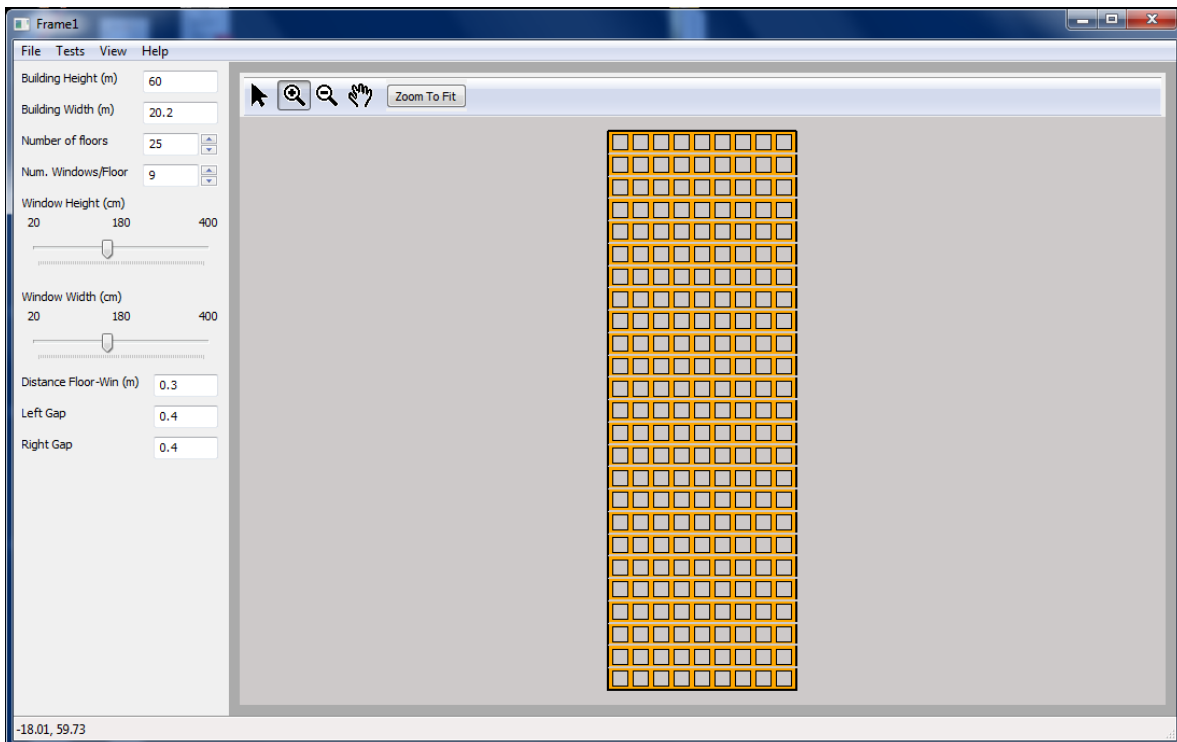 Frame1
File Tests View Help
Building Height (m) 60
Building Width (m) 20.2
Number of floors 25
Num. Windows/Floor 9
Window Height (cm)
20 180 400
Window Width (cm)
20 180 400
Distance Floor-Win (m) 0.3
Left Gap 0.4
Right Gap 0.4
Zoom To Fit
-18.01, 59.73